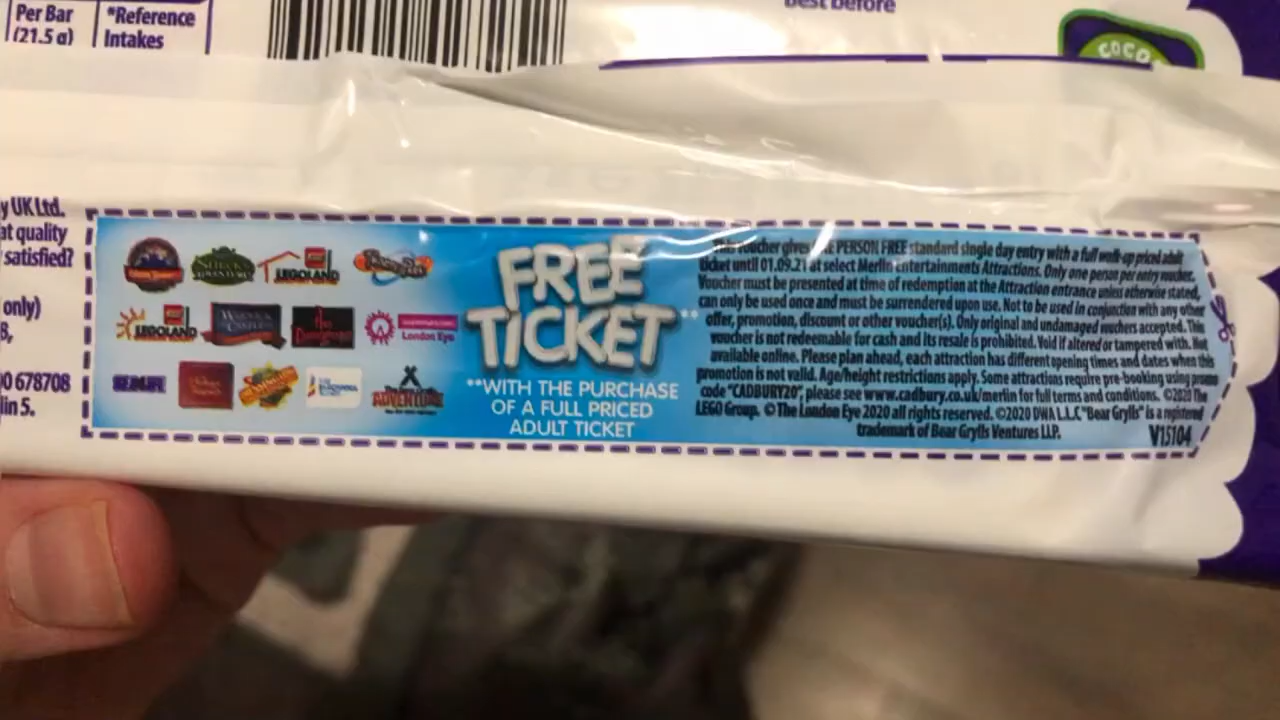 Per Bar
(21.5 g)
*Reference
Intakes
best before
COCOA
y UK Ltd.
at quality
satisfied?
only)
8,
0 678708
lin 5.
LEGOLAND
LEGOLAND
WARWICK
CASTLE
London Eye
SEA LIFE
ADVENTURE
FREE
TICKET**
**WITH THE PURCHASE
OF A FULL PRICED
ADULT TICKET
This voucher gives ONE PERSON FREE standard single day entry with a full walk-up priced adult
ticket until 01.09.21 at select Merlin Entertainments Attractions. Only one person per entry voucher.
Voucher must be presented at time of redemption at the Attraction entrance unless otherwise stated,
can only be used once and must be surrendered upon use. Not to be used in conjunction with any other
offer, promotion, discount or other voucher(s). Only original and undamaged vouchers accepted. This
voucher is not redeemable for cash and its resale is prohibited. Void if altered or tampered with. Not
available online. Please plan ahead, each attraction has different opening times and dates when this
promotion is not valid. Age/height restrictions apply. Some attractions require pre-booking using promo
code "CADBURY20", please see www.cadbury.co.uk/merlin for full terms and conditions. ©2020 The
LEGO Group. ©The London Eye 2020 all rights reserved. ©2020 DWA L.L.C. "Bear Grylls" is a registered
trademark of Bear Grylls Ventures LLP.
V15104